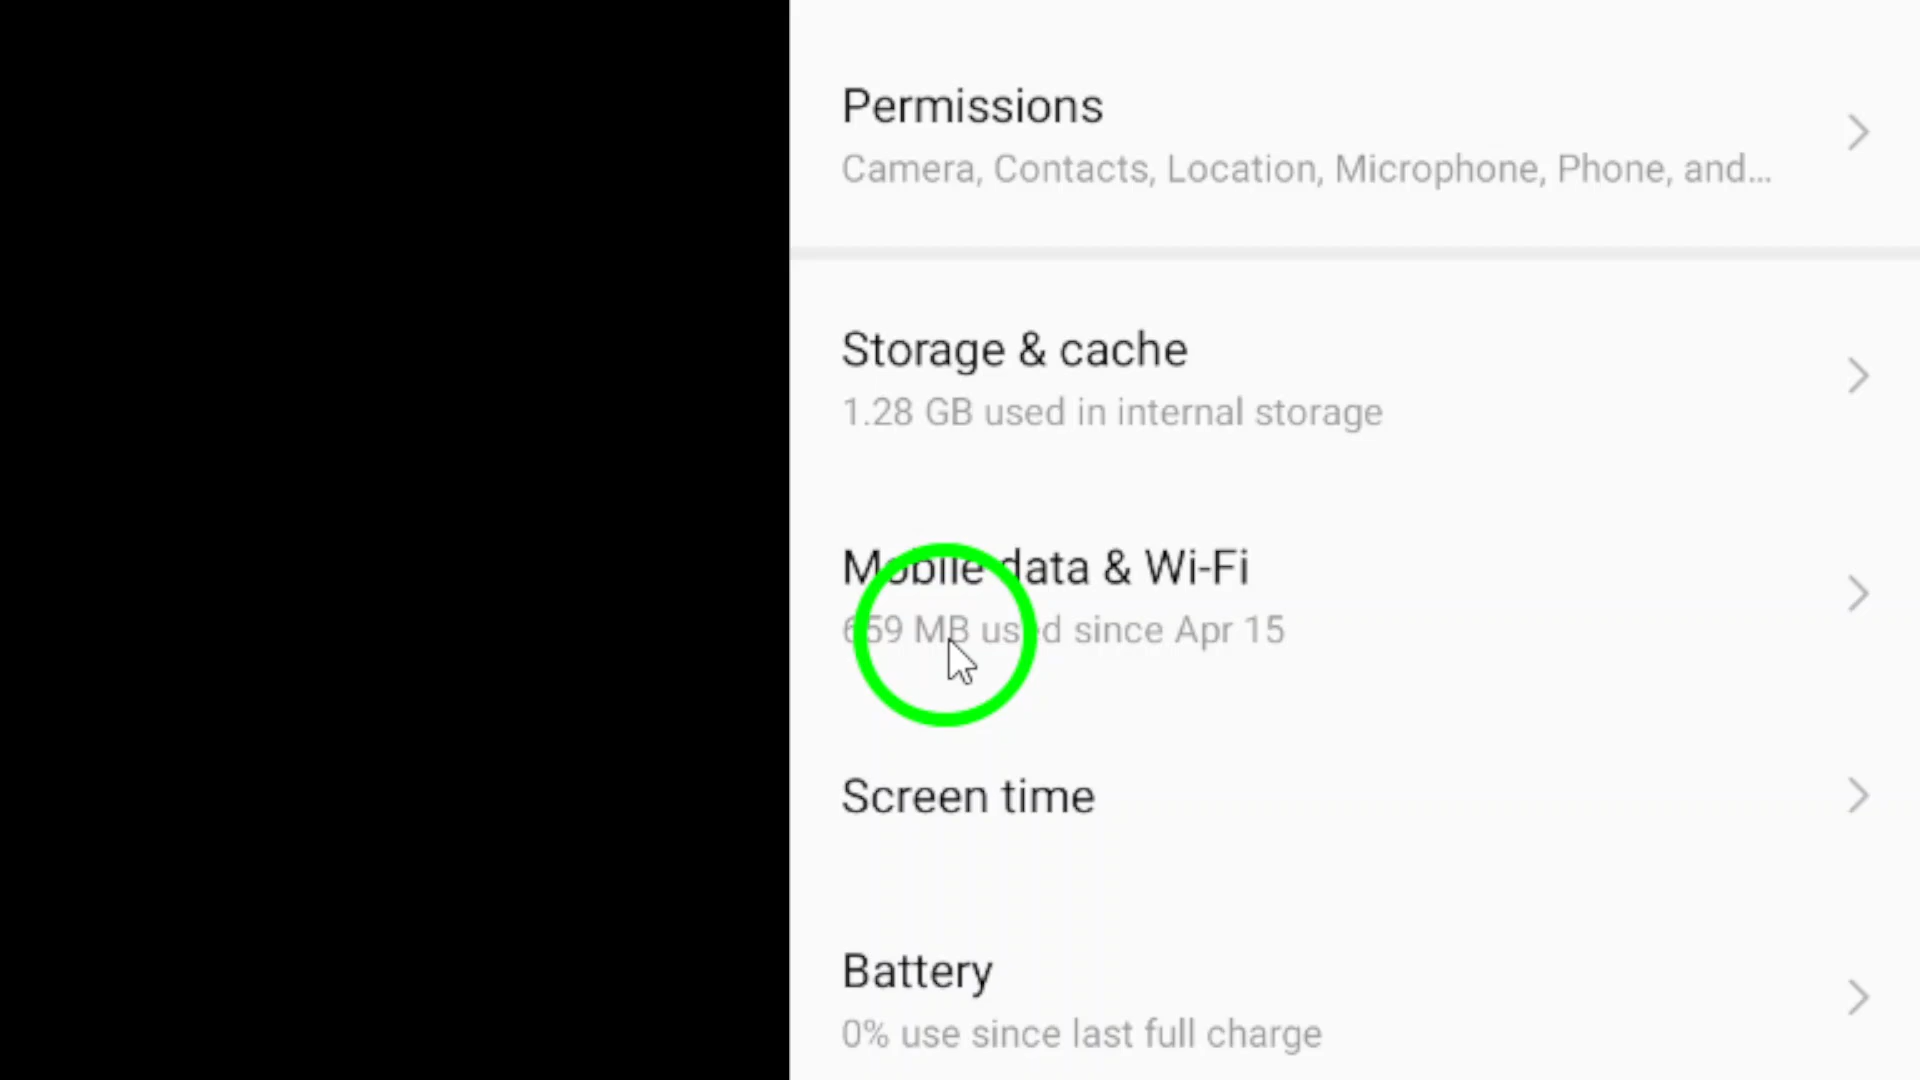 Permissions
Camera, Contacts, Location, Microphone, Phone, and...
Storage & cache
1.28 GB used in internal storage
Mobile data & Wi-Fi
659 MB used since Apr 15
Screen time
Battery
0% use since last full charge